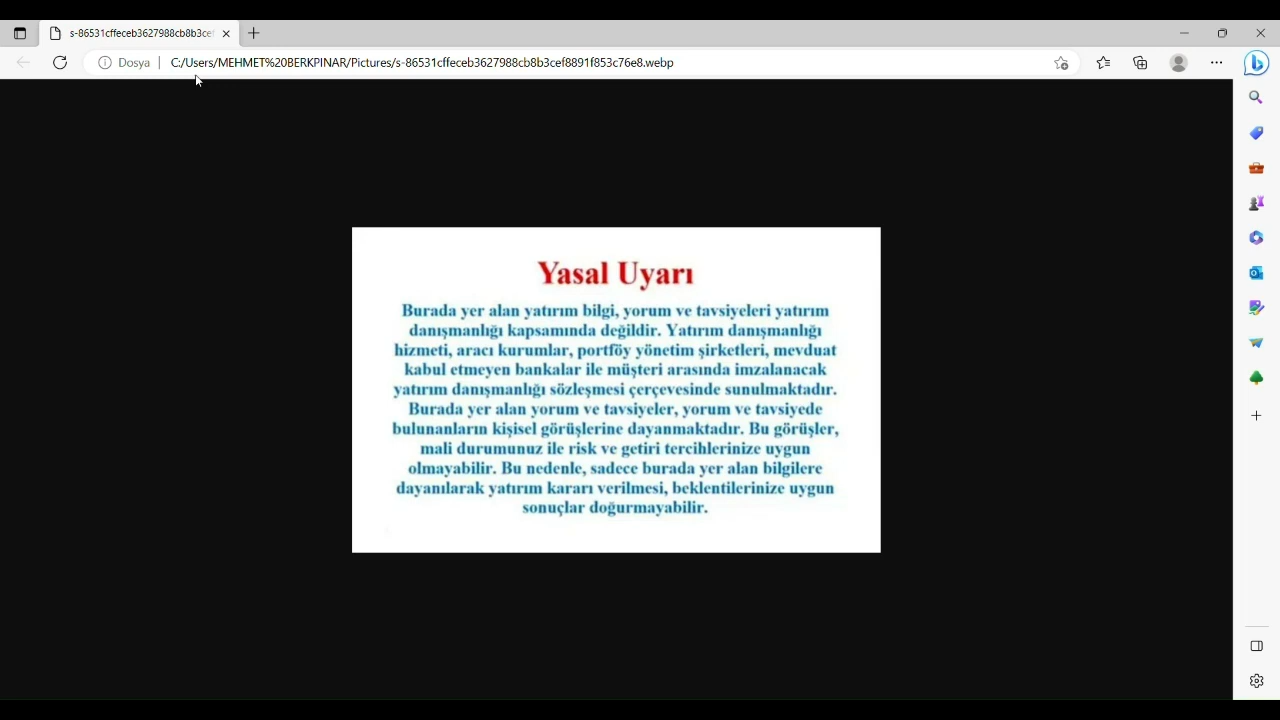 s-86531cffeceb3627988cb8b3cef
Dosya
C:/Users/MEHMET%20BERKPINAR/Pictures/s-86531cffeceb3627988cb8b3cef8891f853c76e8.webp
Yasal Uyarı
Burada yer alan yatırım bilgi, yorum ve tavsiyeleri yatırım
danışmanlığı kapsamında değildir. Yatırım danışmanlığı
hizmeti, aracı kurumlar, portföy yönetim şirketleri, mevduat
kabul etmeyen bankalar ile müşteri arasında imzalanacak
yatırım danışmanlığı sözleşmesi çerçevesinde sunulmaktadır.
Burada yer alan yorum ve tavsiyeler, yorum ve tavsiyede
bulunanların kişisel görüşlerine dayanmaktadır. Bu görüşler,
mali durumunuz ile risk ve getiri tercihlerinize uygun
olmayabilir. Bu nedenle, sadece burada yer alan bilgilere
dayanılarak yatırım kararı verilmesi, beklentilerinize uygun
sonuçlar doğurmayabilir.